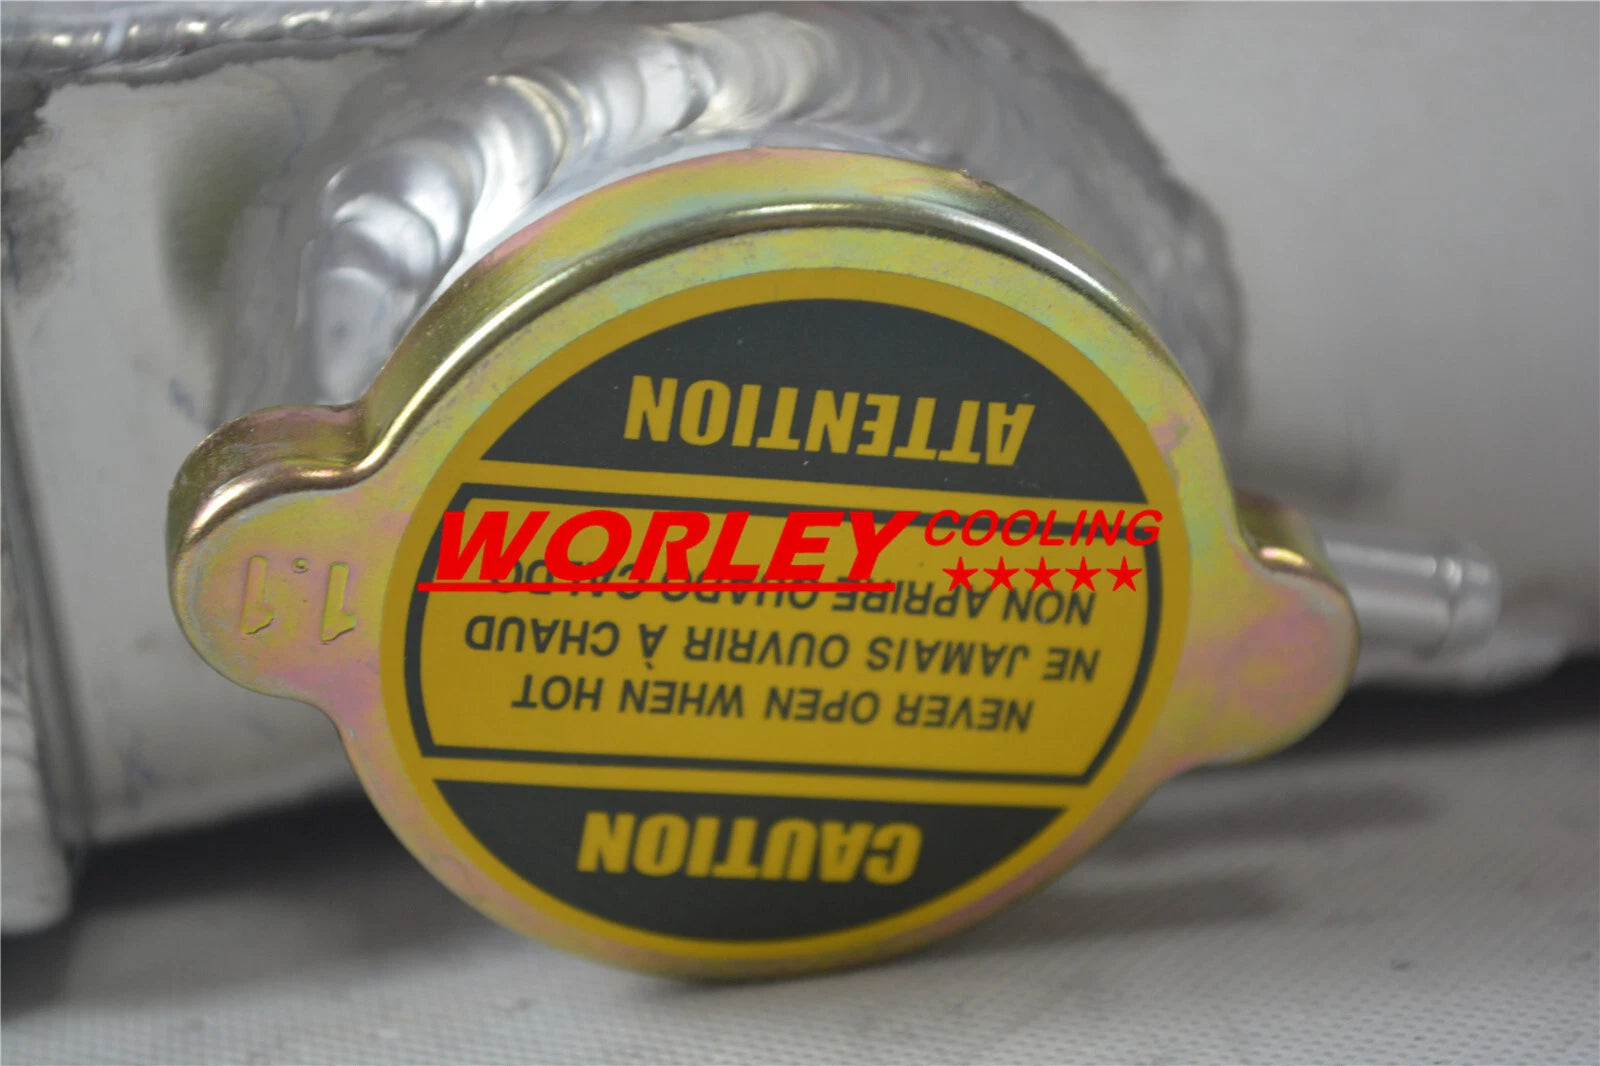 CAUTION
NEVER OPEN WHEN HOT
NE JAMAIS OUVRIR À CHAUD
NON APRIRE QUADO CALDO
ATTENTION
1.1
WORLEY COOLING